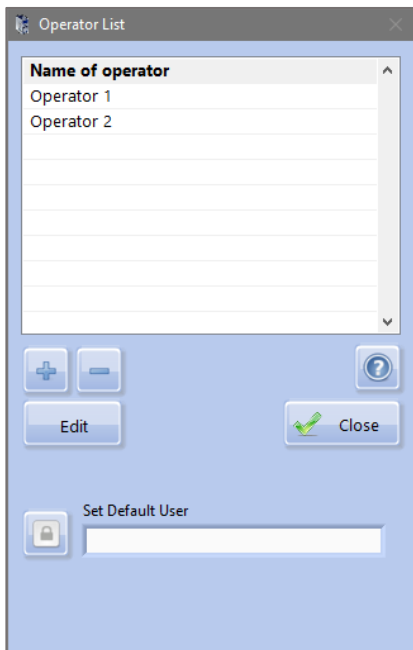 Operator List
Name of operator
Operator 1
Operator 2
Edit
Close
Set Default User